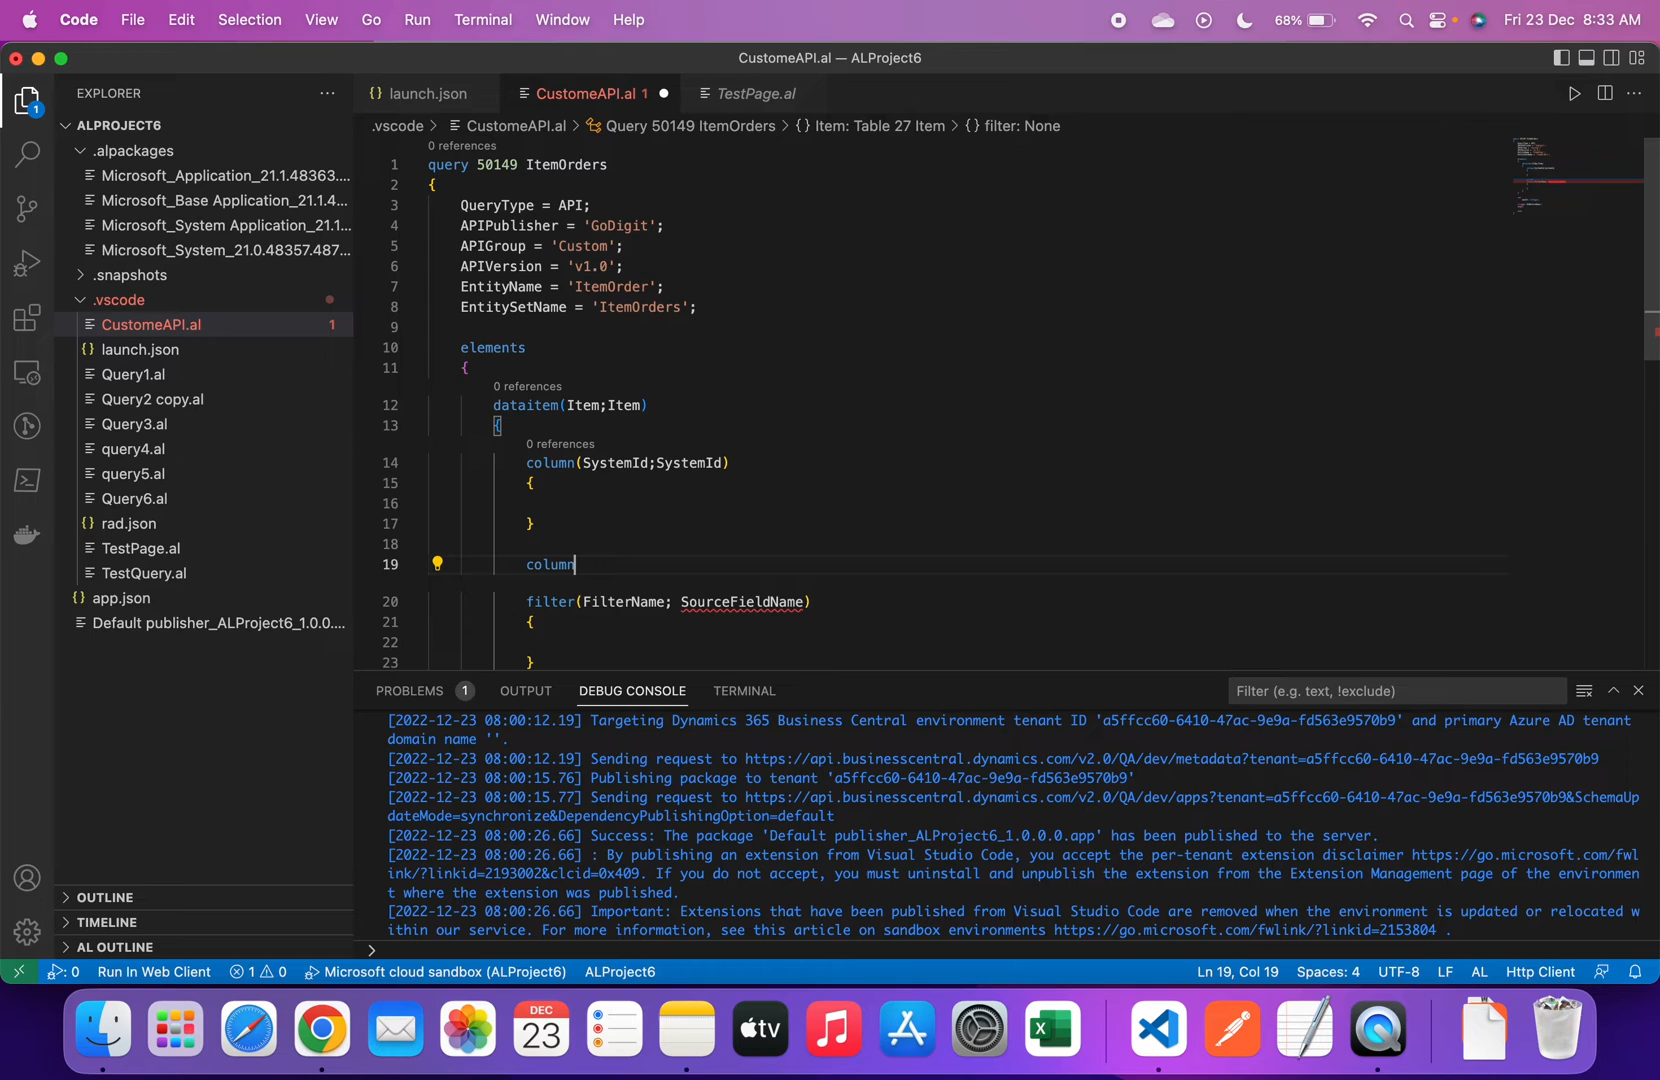 Code File Edit Selection View Go Run Terminal Window Help 68% Fri 23 Dec 8:33 AM
CustomeAPI.al — ALProject6
EXPLORER
launch.json CustomeAPI.al 1 TestPage.al
.vscode > CustomeAPI.al > Query 50149 ItemOrders > {} Item: Table 27 Item > {} filter: None
1
ALPROJECT6
.alpackages
Microsoft_Application_21.1.48363....
Microsoft_Base Application_21.1.4...
Microsoft_System Application_21.1...
Microsoft_System_21.0.48357.487...
.snapshots
.vscode
CustomeAPI.al 1
launch.json
Query1.al
Query2 copy.al
Query3.al
query4.al
query5.al
Query6.al
rad.json
TestPage.al
TestQuery.al
app.json
Default publisher_ALProject6_1.0.0....
OUTLINE
TIMELINE
AL OUTLINE
0 references
1 query 50149 ItemOrders
2 {
3 QueryType = API;
4 APIPublisher = 'GoDigit';
5 APIGroup = 'Custom';
6 APIVersion = 'v1.0';
7 EntityName = 'ItemOrder';
8 EntitySetName = 'ItemOrders';
9
10 elements
11 {
0 references
12 dataitem(Item;Item)
13 {
0 references
14 column(SystemId;SystemId)
15 {
16
17 }
18
19 column
20 filter(FilterName; SourceFieldName)
21 {
22
23 }
PROBLEMS 1 OUTPUT DEBUG CONSOLE TERMINAL Filter (e.g. text, !exclude)
[2022-12-23 08:00:12.19] Targeting Dynamics 365 Business Central environment tenant ID 'a5ffcc60-6410-47ac-9e9a-fd563e9570b9' and primary Azure AD tenant
domain name ''.
[2022-12-23 08:00:12.19] Sending request to https://api.businesscentral.dynamics.com/v2.0/QA/dev/metadata?tenant=a5ffcc60-6410-47ac-9e9a-fd563e9570b9
[2022-12-23 08:00:15.76] Publishing package to tenant 'a5ffcc60-6410-47ac-9e9a-fd563e9570b9'
[2022-12-23 08:00:15.77] Sending request to https://api.businesscentral.dynamics.com/v2.0/QA/dev/apps?tenant=a5ffcc60-6410-47ac-9e9a-fd563e9570b9&SchemaUp
dateMode=synchronize&DependencyPublishingOption=default
[2022-12-23 08:00:26.66] Success: The package 'Default publisher_ALProject6_1.0.0.0.app' has been published to the server.
[2022-12-23 08:00:26.66] : By publishing an extension from Visual Studio Code, you accept the per-tenant extension disclaimer https://go.microsoft.com/fwl
ink/?linkid=2193002&clcid=0x409. If you do not accept, you must uninstall and unpublish the extension from the Extension Management page of the environmen
t where the extension was published.
[2022-12-23 08:00:26.66] Important: Extensions that have been published from Visual Studio Code are removed when the environment is updated or relocated w
ithin our service. For more information, see this article on sandbox environments https://go.microsoft.com/fwlink/?linkid=2153804 .
>
0 Run In Web Client 1 0 Microsoft cloud sandbox (ALProject6) ALProject6 Ln 19, Col 19 Spaces: 4 UTF-8 LF AL Http Client
DEC
23
tv
X